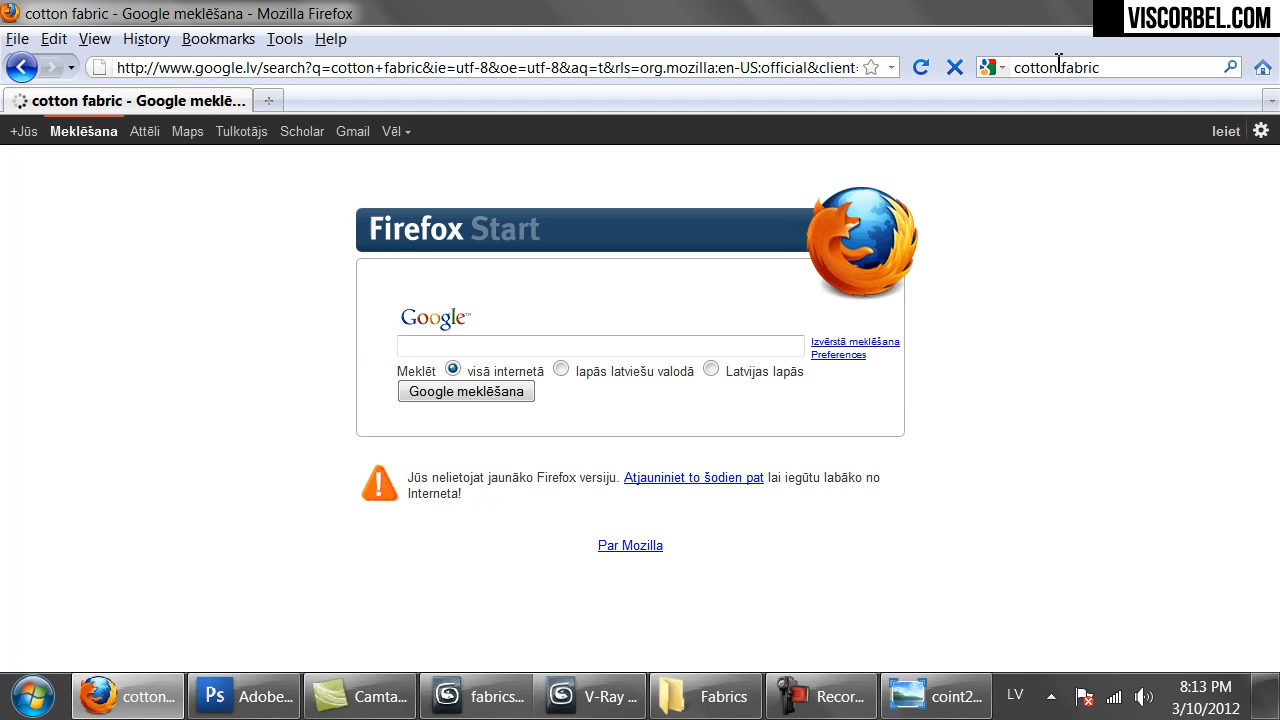 cotton fabric - Google meklēšana - Mozilla Firefox
VISCORBEL.COM
File Edit View History Bookmarks Tools Help
http://www.google.lv/search?q=cotton+fabric&ie=utf-8&oe=utf-8&aq=t&rls=org.mozilla:en-US:official&client=
cotton fabric
cotton fabric - Google meklē...
+Jūs Meklēšana Attēli Maps Tulkotājs Scholar Gmail Vēl Ieiet
Firefox Start
Google™
Izvērstā meklēšana
Preferences
Meklēt visā internetā lapās latviešu valodā Latvijas lapās
Google meklēšana
Jūs nelietojat jaunāko Firefox versiju. Atjauniniet to šodien pat lai iegūtu labāko no
Interneta!
Par Mozilla
cotton... Ps Adobe... Camta... fabrics... V-Ray ... Fabrics Recor... coint2... LV
8:13 PM
3/10/2012